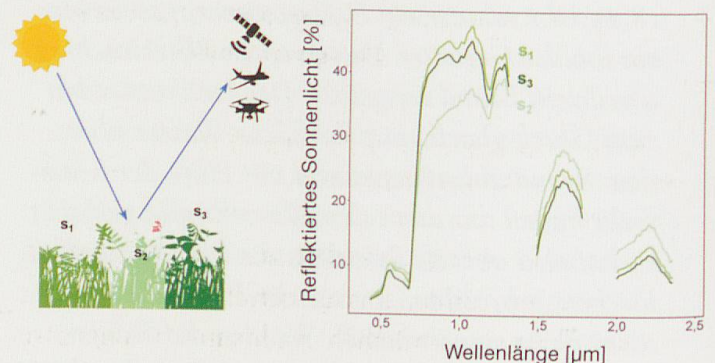 S1
S2
S3
Reflektiertes Sonnenlicht [%]
40
30
20
10
S1
S3
S2
0,5
1,0
1,5
2,0
2,5
Wellenlänge [µm]